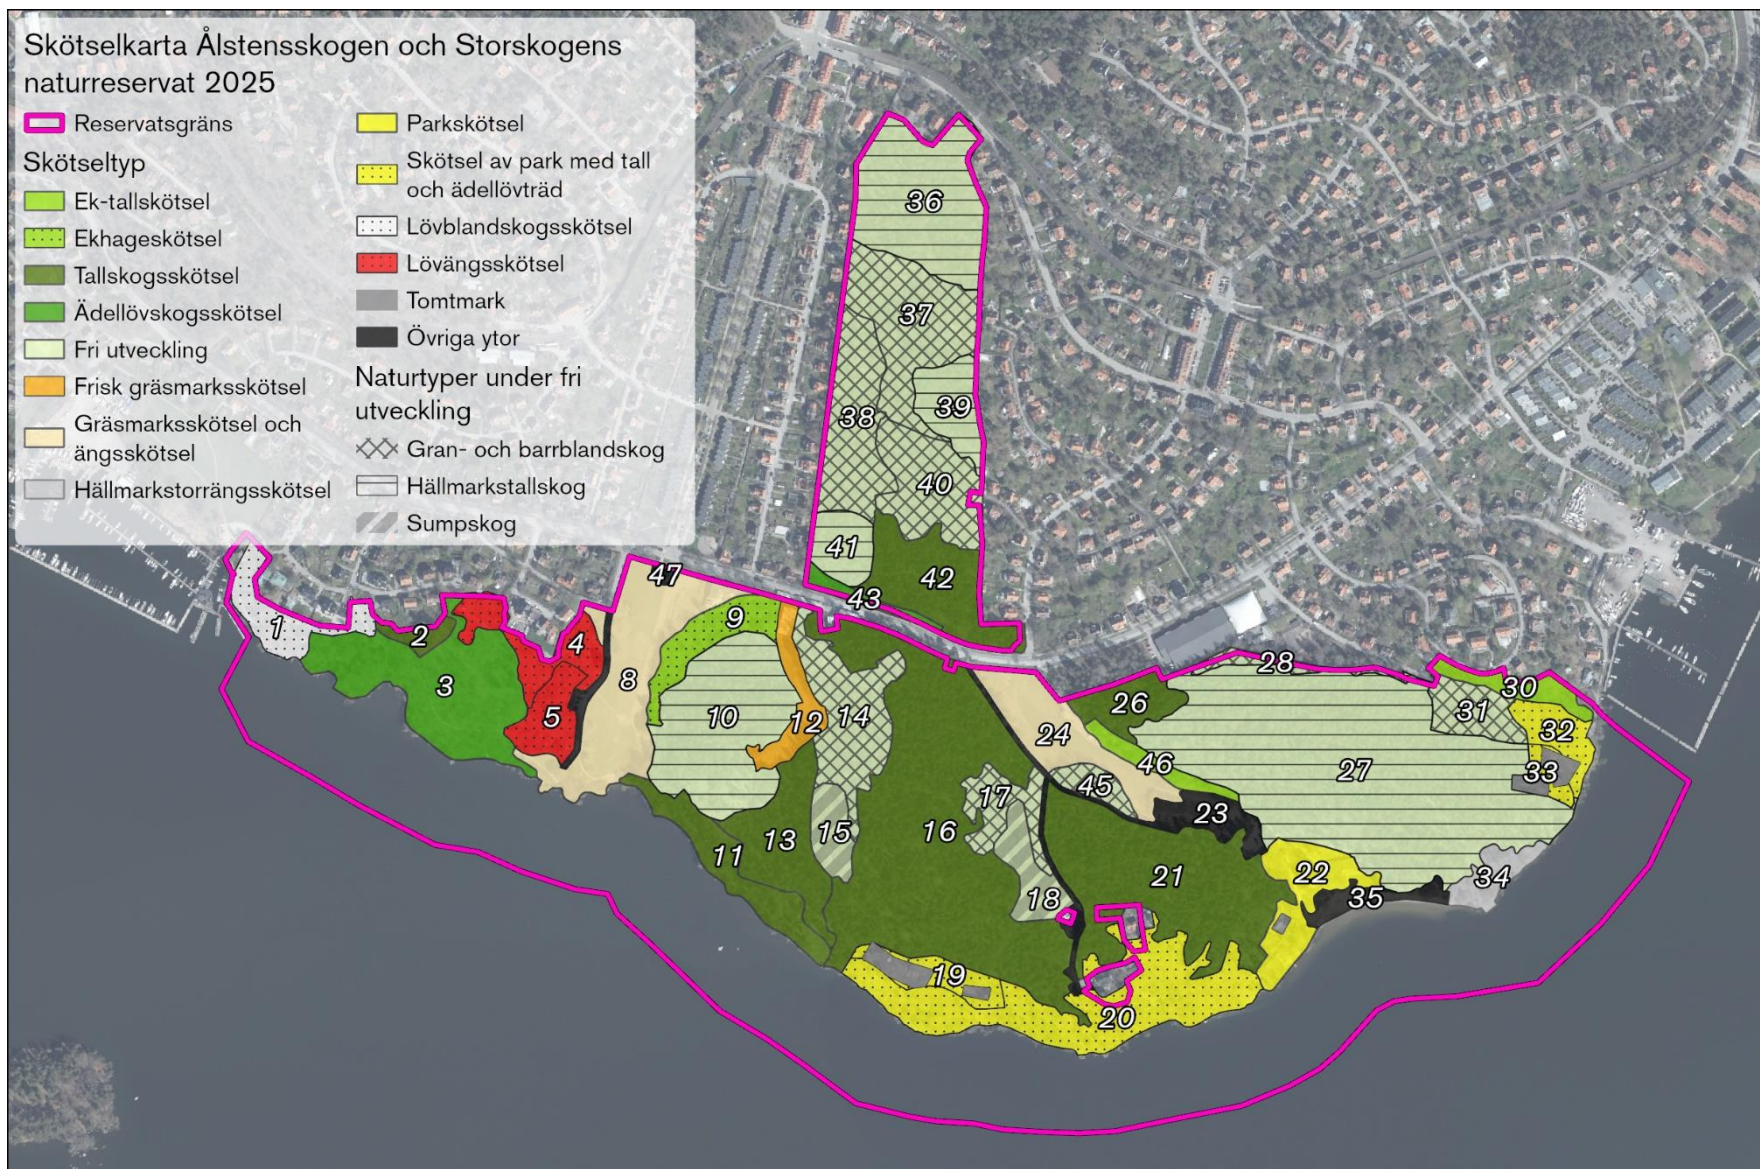 Skötselkarta Ålstensskogen och Storskogens
naturreservat 2025
Reservatsgräns
Skötseltyp
Ek-tallskötsel
Ekhageskötsel
Tallskogsskötsel
Ädellövskogsskötsel
Fri utveckling
Frisk gräsmarksskötsel
Gräsmarksskötsel och
ängsskötsel
Hällmarkstorrängsskötsel
Parkskötsel
Skötsel av park med tall
och ädellövträd
Lövblandskogsskötsel
Lövängsskötsel
Tomtmark
Övriga ytor
Naturtyper under fri
utveckling
Gran- och barrblandskog
Hällmarkstallskog
Sumpskog
36
37
39
38
40
41
42
43
47
1
2
3
4
5
8
9
10
12
14
13
11
15
16
17
18
19
20
21
22
23
24
45
46
26
27
28
30
31
32
33
34
35